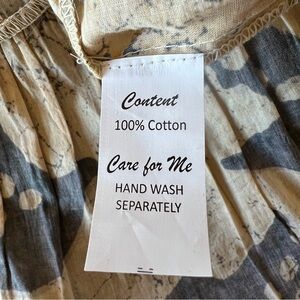 Content
100% Cotton
Care for Me
HAND WASH
SEPARATELY